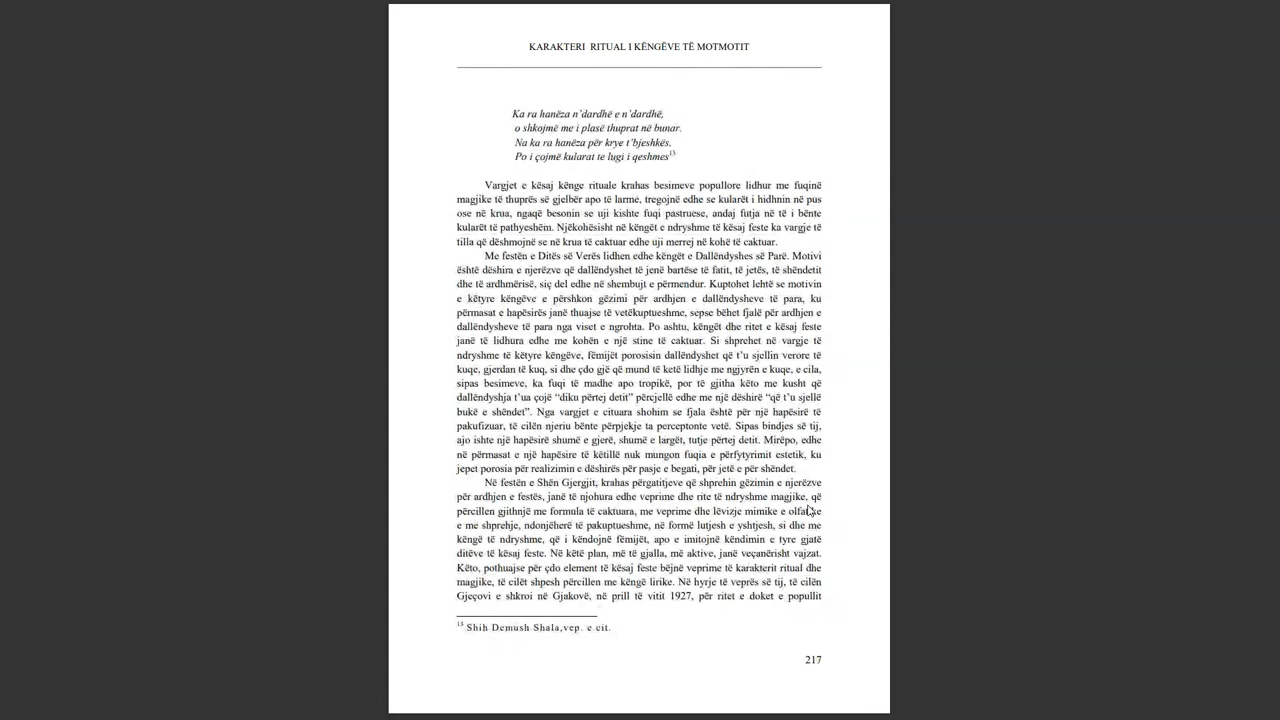 KARAKTERI RITUAL I KËNGËVE TË MOTMOTIT
Ka ra hanëza n'dardhë e n'dardhë,
o shkojmë me i plasë thuprat në bunar.
Na ka ra hanëza për krye t'bjeshkës.
Po i çojmë kularat te lugi i qeshmes13
Vargjet e kësaj kënge rituale krahas besimeve popullore lidhur me fuqinë
magjike të thuprës së gjelbër apo të larme, tregojnë edhe se kularët i hidhnin në pus
ose në krua, ngaqë besonin se uji kishte fuqi pastruese, andaj futja në të i bënte
kularët të pathyeshëm. Njëkohësisht në këngët e ndryshme të kësaj feste ka vargje të
tilla që dëshmojnë se në krua të caktuar edhe uji merrej në kohë të caktuar.
Me festën e Ditës së Verës lidhen edhe këngët e Dallëndyshes së Parë. Motivi
është dëshira e njerëzve që dallëndyshet të jenë bartëse të fatit, të jetës, të shëndetit
dhe të ardhmërisë, siç del edhe në shembujt e përmendur. Kuptohet lehtë se motivin
e këtyre këngëve e përshkon gëzimi për ardhjen e dallëndysheve të para, ku
përmasat e hapësirës janë thuajse të vetëkuptueshme, sepse bëhet fjalë për ardhjen e
dallëndysheve të para nga viset e ngrohta. Po ashtu, këngët dhe ritet e kësaj feste
janë të lidhura edhe me kohën e një stine të caktuar. Si shprehet në vargje të
ndryshme të këtyre këngëve, fëmijët porosisin dallëndyshet që t'u sjellin verore të
kuqe, gjerdan të kuq, si dhe çdo gjë që mund të ketë lidhje me ngjyrën e kuqe, e cila,
sipas besimeve, ka fuqi të madhe apo tropikë, por të gjitha këto me kusht që
dallëndyshja t'ua çojë “diku përtej detit” përcjellë edhe me një dëshirë “që t'u sjellë
bukë e shëndet”. Nga vargjet e cituara shohim se fjala është për një hapësirë të
pakufizuar, të cilën njeriu bënte përpjekje ta perceptonte vetë. Sipas bindjes së tij,
ajo ishte një hapësirë shumë e gjerë, shumë e largët, tutje përtej detit. Mirëpo, edhe
në përmasat e një hapësire të këtillë nuk mungon fuqia e përfytyrimit estetik, ku
jepet porosia për realizimin e dëshirës për pasje e begati, për jetë e për shëndet.
Në festën e Shën Gjergjit, krahas përgatitjeve që shprehin gëzimin e njerëzve
për ardhjen e festës, janë të njohura edhe veprime dhe rite të ndryshme magjike, që
përcillen gjithnjë me formula të caktuara, me veprime dhe lëvizje mimike e
e me shprehje, ndonjëherë të pakuptueshme, në formë lutjesh e yshtjesh, si dhe me
këngë të ndryshme, që i këndojnë fëmijët, apo e imitojnë këndimin e tyre gjatë
ditëve të kësaj feste. Në këtë plan, më të gjalla, më aktive, janë veçanërisht vajzat.
Këto, pothuajse për çdo element të kësaj feste bëjnë veprime të karakterit ritual dhe
magjike, të cilët shpesh përcillen me këngë lirike. Në hyrje të veprës së tij, të cilën
Gjeçovi e shkroi në Gjakovë, në prill të vitit 1927, për ritet e doket e popullit
13 Shih Demush Shala,vep. e cit.
217